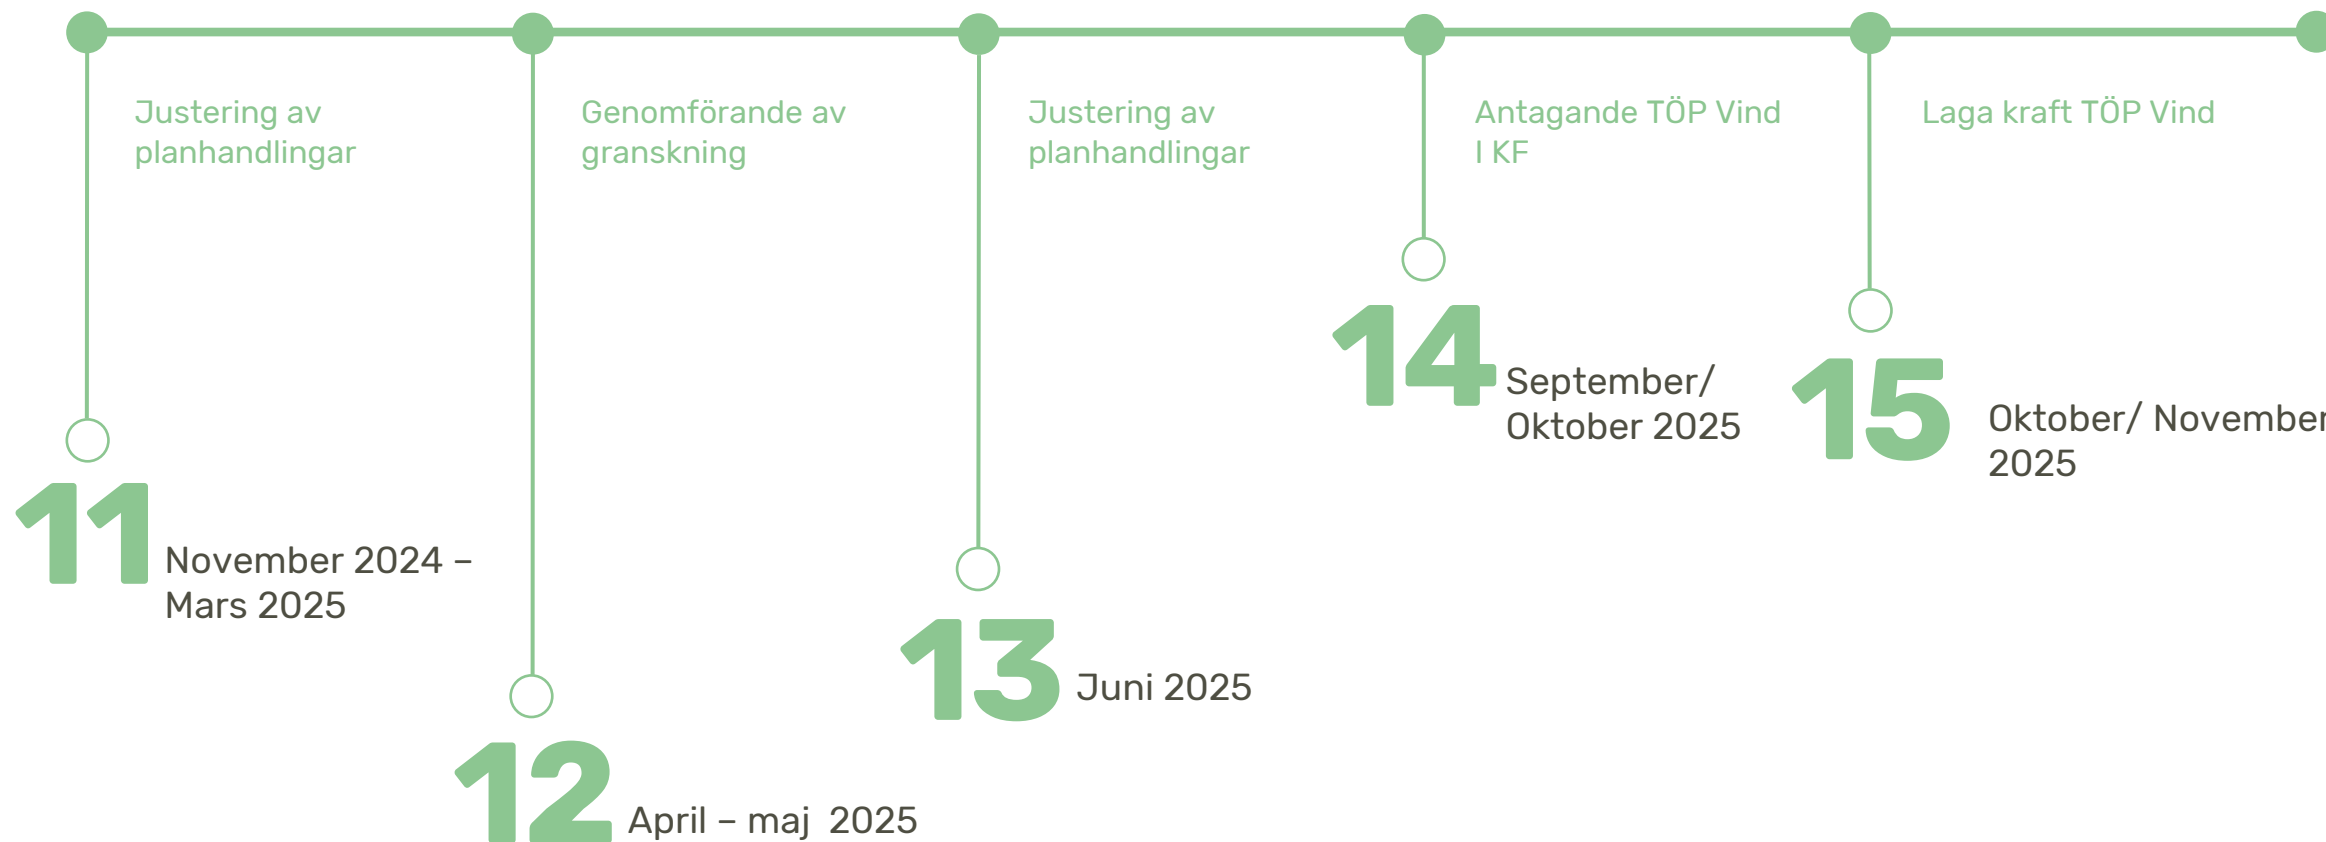 Justering av
planhandlingar
11
November 2024 –
Mars 2025
Genomförande av
granskning
12
April – maj 2025
Justering av
planhandlingar
13
Juni 2025
Antagande TÖP Vind
I KF
14
September/
Oktober 2025
Laga kraft TÖP Vind
15
Oktober/ November
2025